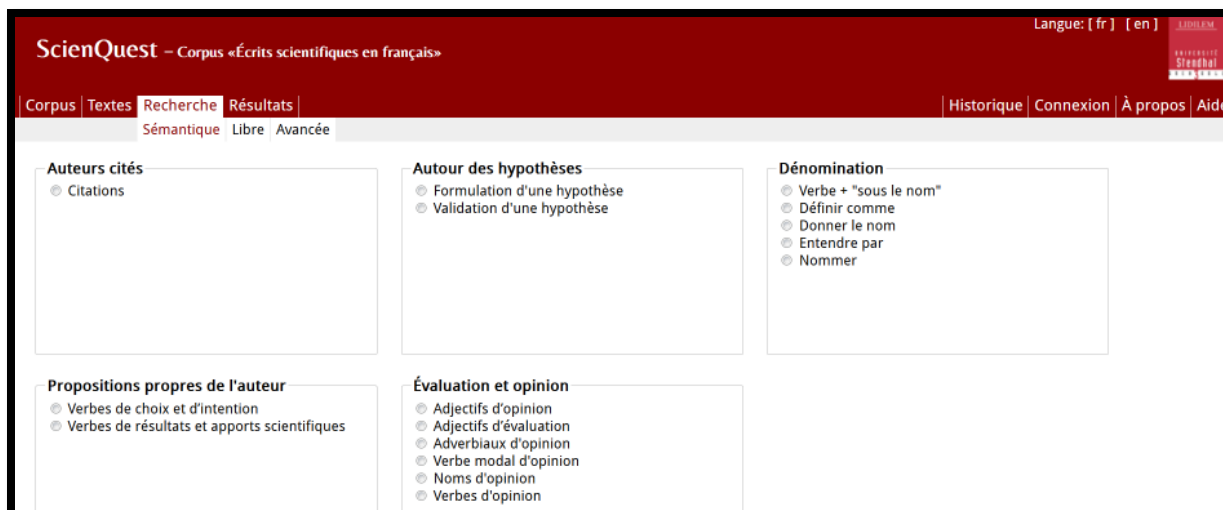 Langue: [ fr ] [ en ]
LIDILEM
ScienQuest – Corpus «Écrits scientifiques en français»
Stendhal
Corpus Textes Recherche Résultats Historique Connexion À propos Aide
Sémantique Libre Avancée
Auteurs cités
Citations
Autour des hypothèses
Formulation d'une hypothèse
Validation d'une hypothèse
Dénomination
Verbe + "sous le nom"
Définir comme
Donner le nom
Entendre par
Nommer
Propositions propres de l'auteur
Verbes de choix et d'intention
Verbes de résultats et apports scientifiques
Évaluation et opinion
Adjectifs d'opinion
Adjectifs d'évaluation
Adverbiaux d'opinion
Verbe modal d'opinion
Noms d'opinion
Verbes d'opinion